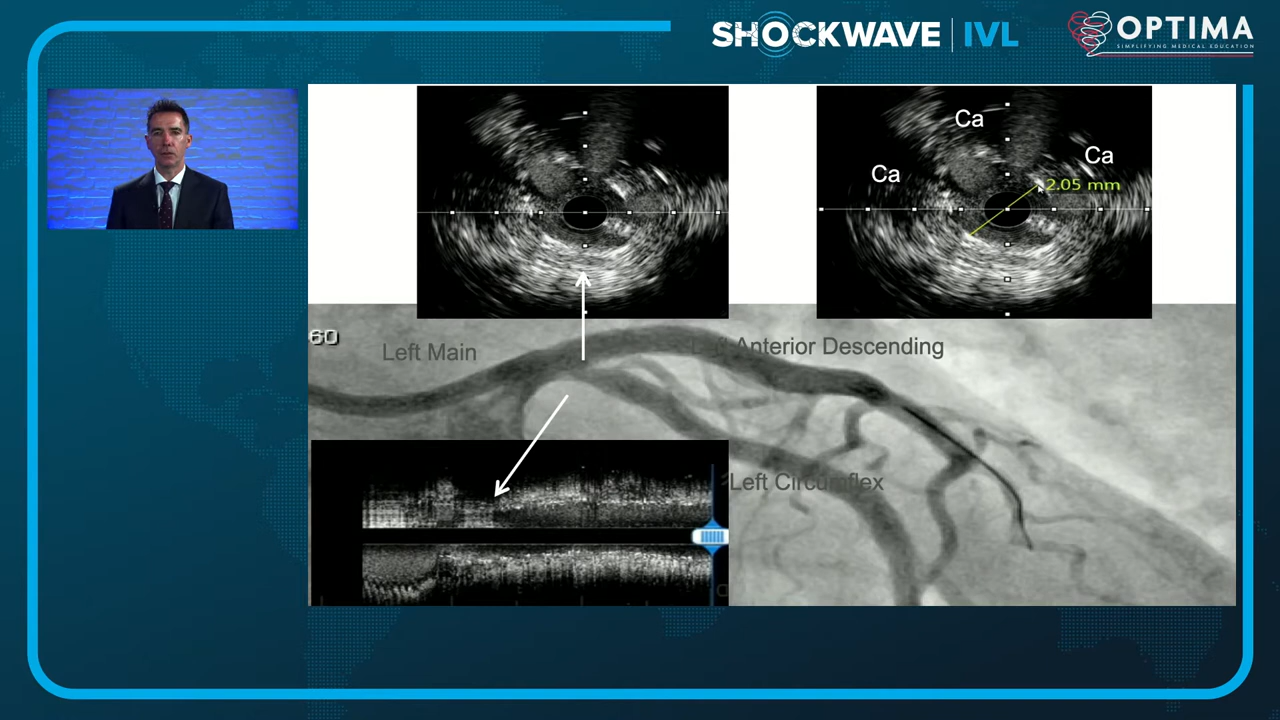 SHOCKWAVE IVL
OPTIMA
SIMPLIFYING MEDICAL EDUCATION
Ca
Ca
Ca
2.05 mm
60
Left Main
Left Anterior Descending
Left Circumflex